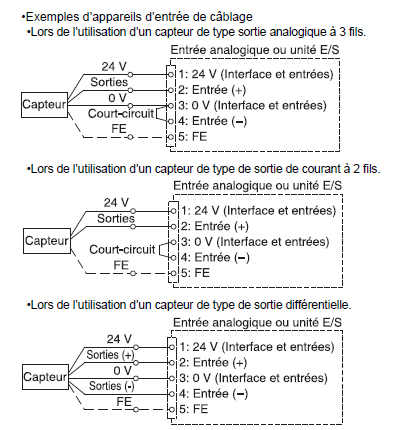 •Exemples d’appareils d’entrée de câblage
•Lors de l’utilisation d’un capteur de type sortie analogique à 3 fils.
Entrée analogique ou unité E/S
24 V
1: 24 V (Interface et entrées)
Sorties
2: Entrée (+)
Capteur
0 V
3: 0 V (Interface et entrées)
Court-circuit
4: Entrée (−)
FE
5: FE
•Lors de l’utilisation d’un capteur de type de sortie de courant à 2 fils.
Entrée analogique ou unité E/S
24 V
1: 24 V (Interface et entrées)
Sorties
2: Entrée (+)
Capteur
3: 0 V (Interface et entrées)
Court-circuit
4: Entrée (−)
FE
5: FE
•Lors de l’utilisation d’un capteur de type de sortie différentielle.
Entrée analogique ou unité E/S
24 V
1: 24 V (Interface et entrées)
Sorties (+)
2: Entrée (+)
Capteur
0 V
3: 0 V (Interface et entrées)
Sorties (-)
4: Entrée (−)
FE
5: FE